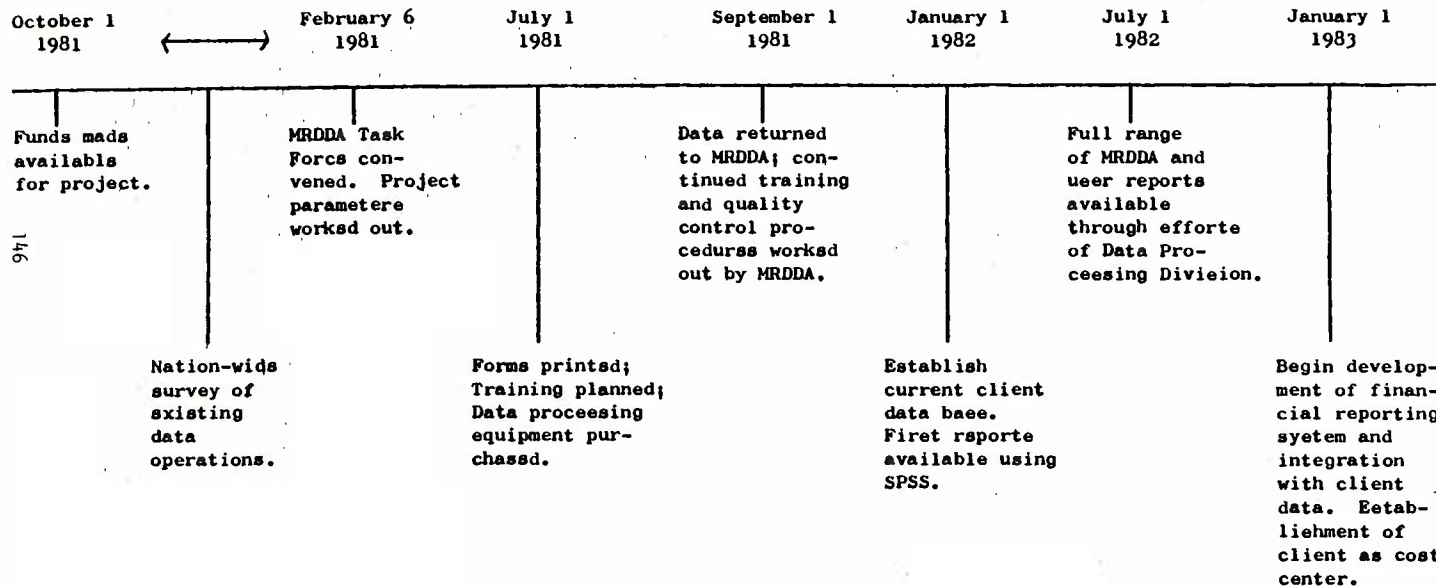 October 1
1981
February 6
1981
July 1
1981
September 1
1981
January 1
1982
July 1
1982
January 1
1983
Funds mads
availabls
for project.
MRDDA Task
Forcs con-
vened. Project
parametere
worksd out.
Data returned
to MRDDA; con-
tinued training
and quality
control pro-
cedurss worksd
out by MRDDA.
Full range
of MRDDA and
ueer reports
available
through efforte
of Data Pro-
ceesing Divieion.
146
Nation-wids
survey of
sxisting
data
operations.
Forms printsd;
Training planned;
Data proceesing
equipment pur-
chassd.
Establish
current client
data baee.
Firet rsporte
available using
SPSS.
Begin develop-
ment of finan-
cial reporting
system and
integration
with client
data. Eetab-
liehment of
client as cost
center.